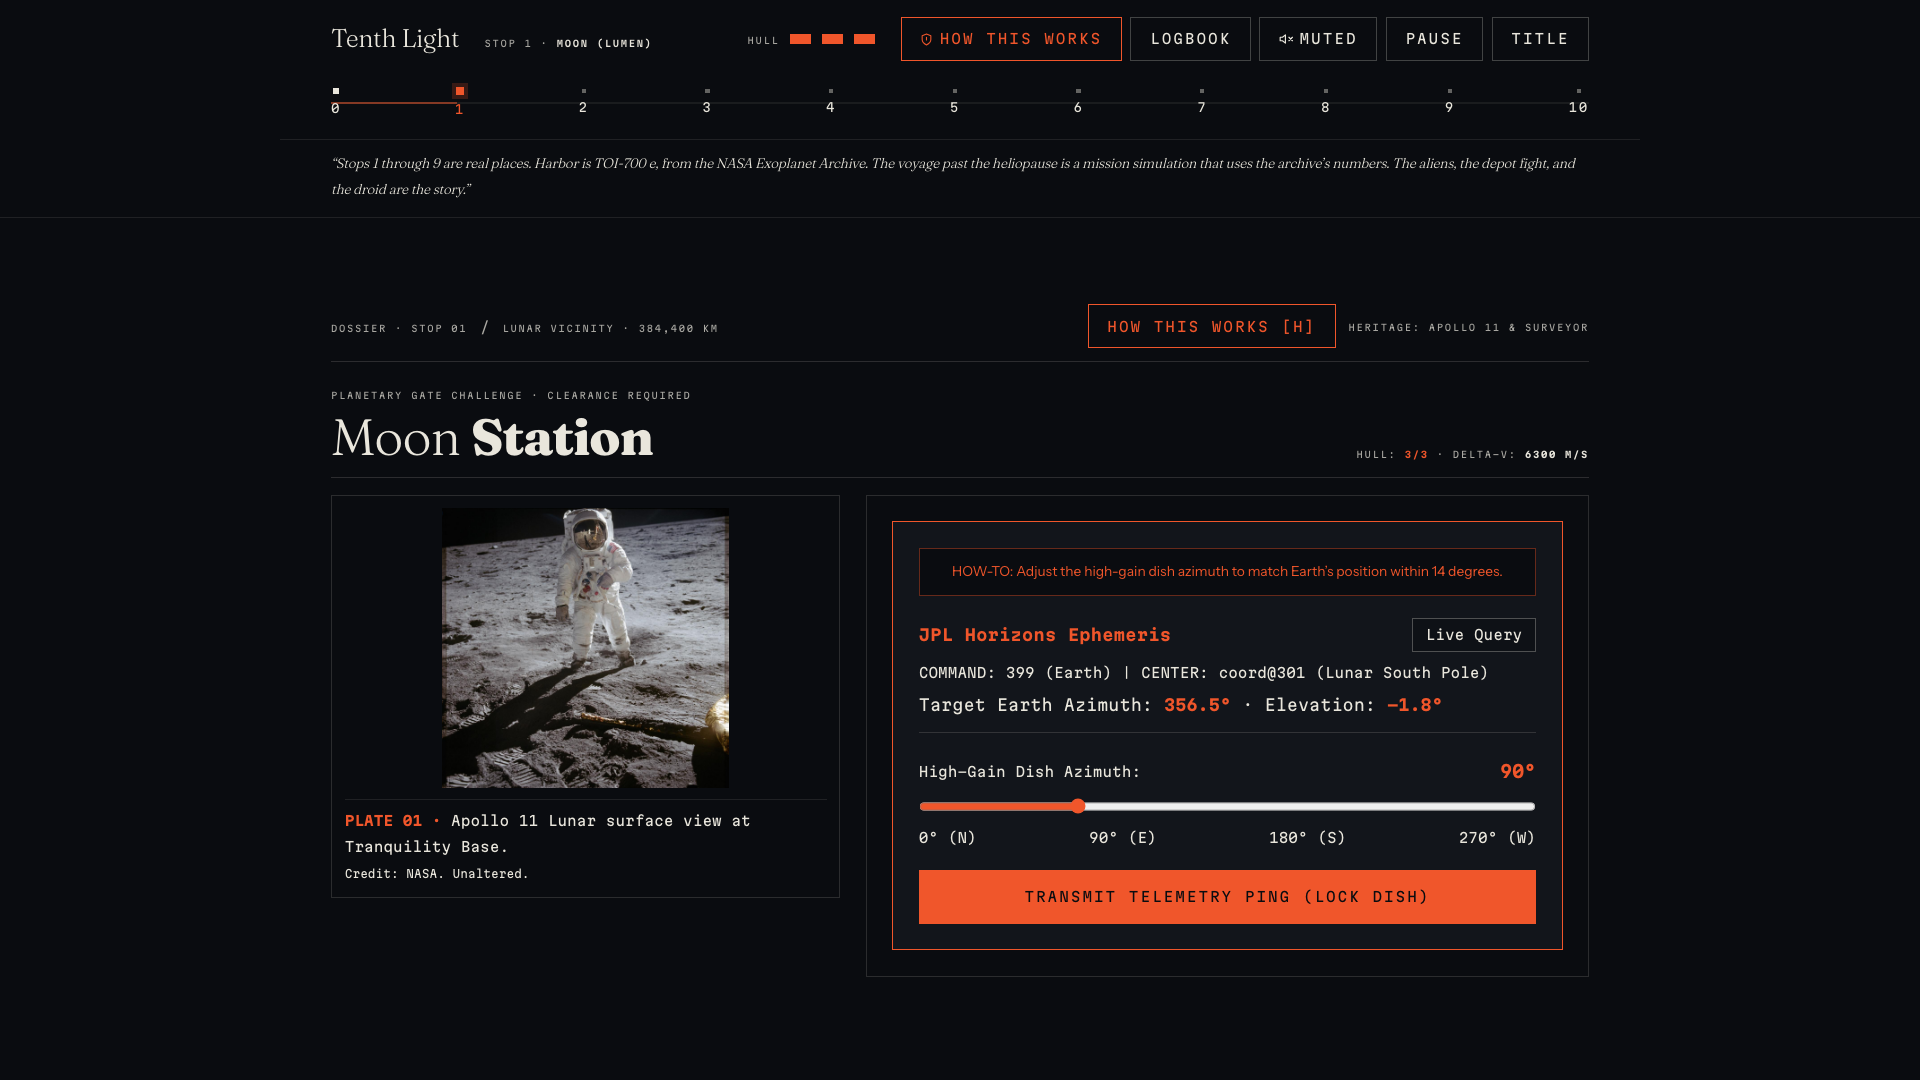 Tenth Light STOP 1 · MOON (LUMEN) HULL HOW THIS WORKS LOGBOOK MUTED PAUSE TITLE
0 1 2 3 4 5 6 7 8 9 10
“Stops 1 through 9 are real places. Harbor is TOI-700 e, from the NASA Exoplanet Archive. The voyage past the heliopause is a mission simulation that uses the archive’s numbers. The aliens, the depot fight, and
the droid are the story.”
DOSSIER · STOP 01 / LUNAR VICINITY · 384,400 KM HOW THIS WORKS [H] HERITAGE: APOLLO 11 & SURVEYOR
PLANETARY GATE CHALLENGE · CLEARANCE REQUIRED
Moon Station
HULL: 3/3 · DELTA-V: 6300 M/S
PLATE 01 · Apollo 11 Lunar surface view at
Tranquility Base.
Credit: NASA. Unaltered.
HOW-TO: Adjust the high-gain dish azimuth to match Earth's position within 14 degrees.
JPL Horizons Ephemeris Live Query
COMMAND: 399 (Earth) | CENTER: coord@301 (Lunar South Pole)
Target Earth Azimuth: 356.5° · Elevation: -1.8°
High-Gain Dish Azimuth: 90°
0° (N) 90° (E) 180° (S) 270° (W)
TRANSMIT TELEMETRY PING (LOCK DISH)